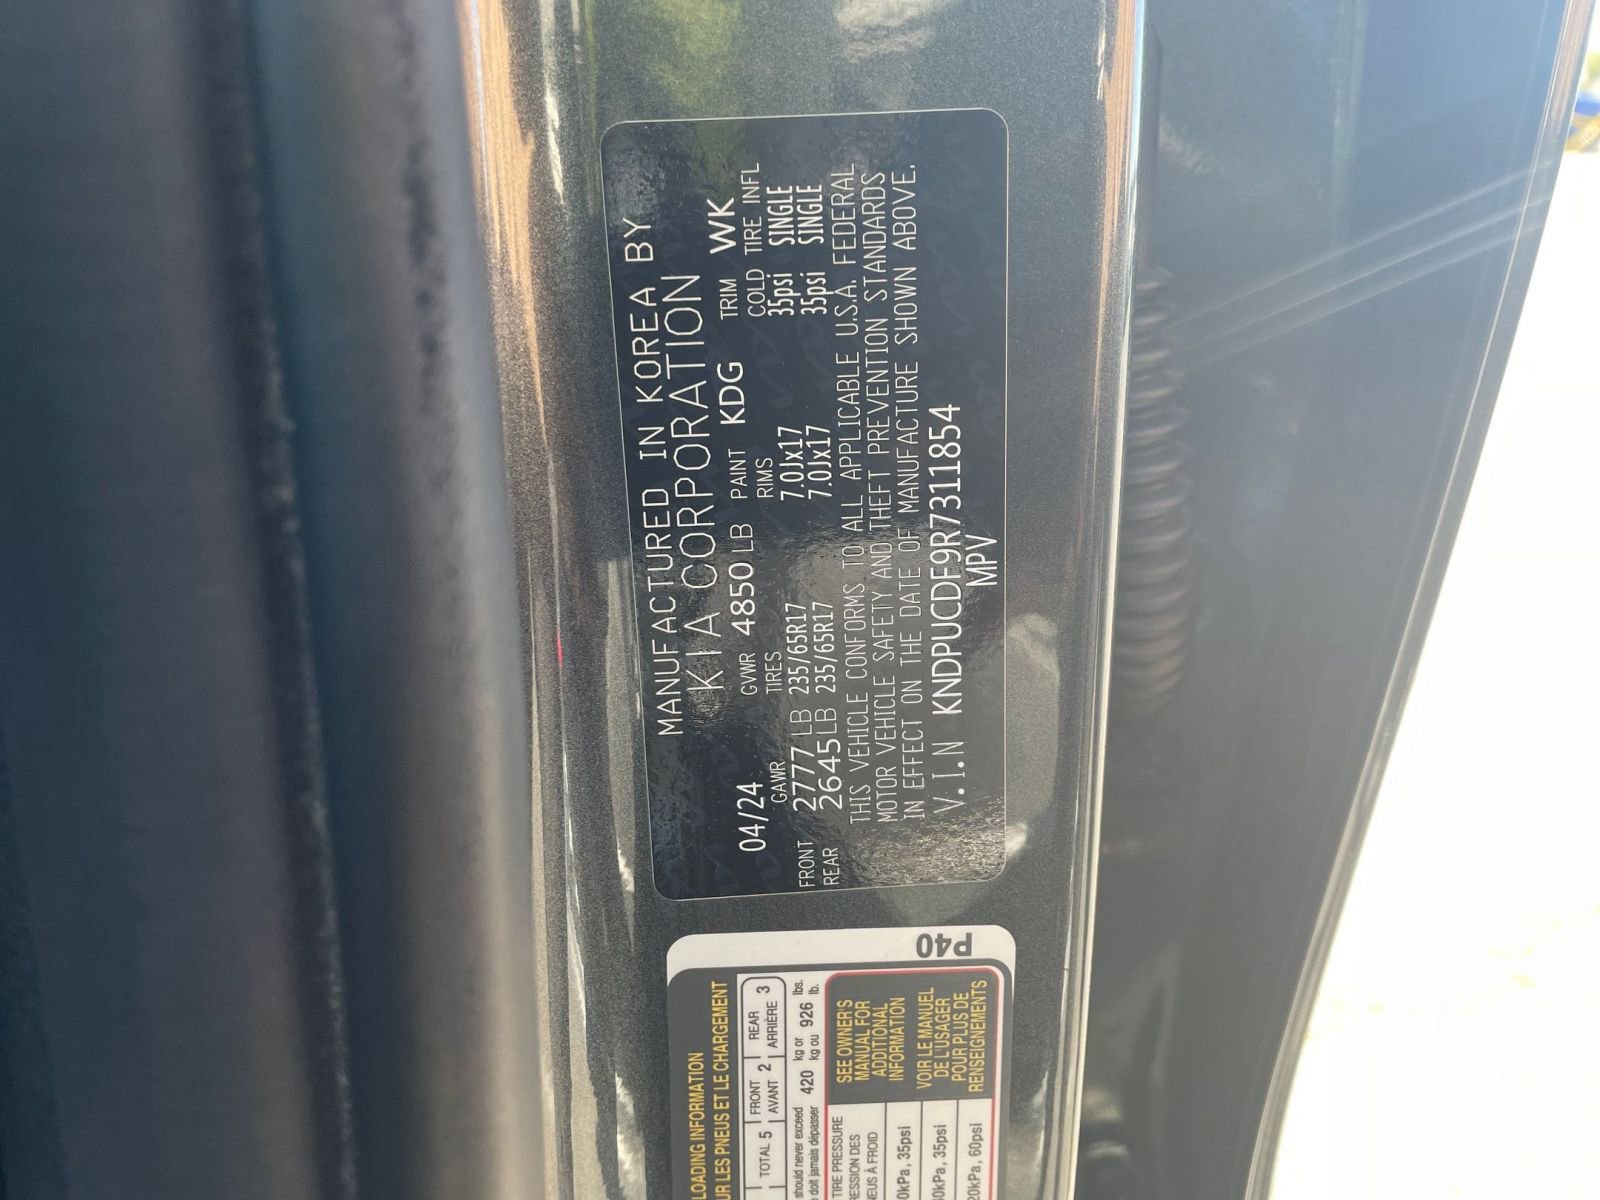 MANUFACTURED IN KOREA BY
KIA CORPORATION
04/24 GVWR 4850 LB PAINT KDG TRIM WK
GAWR TIRES RIMS COLD TIRE INFL
FRONT 2777 LB 235/65R17 7.0Jx17 35psi SINGLE
REAR 2645 LB 235/65R17 7.0Jx17 35psi SINGLE
THIS VEHICLE CONFORMS TO ALL APPLICABLE U.S.A. FEDERAL
MOTOR VEHICLE SAFETY AND THEFT PREVENTION STANDARDS
IN EFFECT ON THE DATE OF MANUFACTURE SHOWN ABOVE.
V.I.N KNDPUCDF9R7311854
MPV
LOADING INFORMATION
UR LES PNEUS ET LE CHARGEMENT
TOTAL 5 FRONT AVANT 2 REAR ARRIÈRE 3
should never exceed 420 kg or 926 lbs.
doit jamais dépasser kg ou lb.
TIRE PRESSURE
NEUS À FROID
0kPa, 35psi
0kPa, 35psi
20kPa, 60psi
SEE OWNER'S
MANUAL FOR
ADDITIONAL
INFORMATION
VOIR LE MANUEL
DE L'USAGER
POUR PLUS DE
RENSEIGNEMENTS
P40